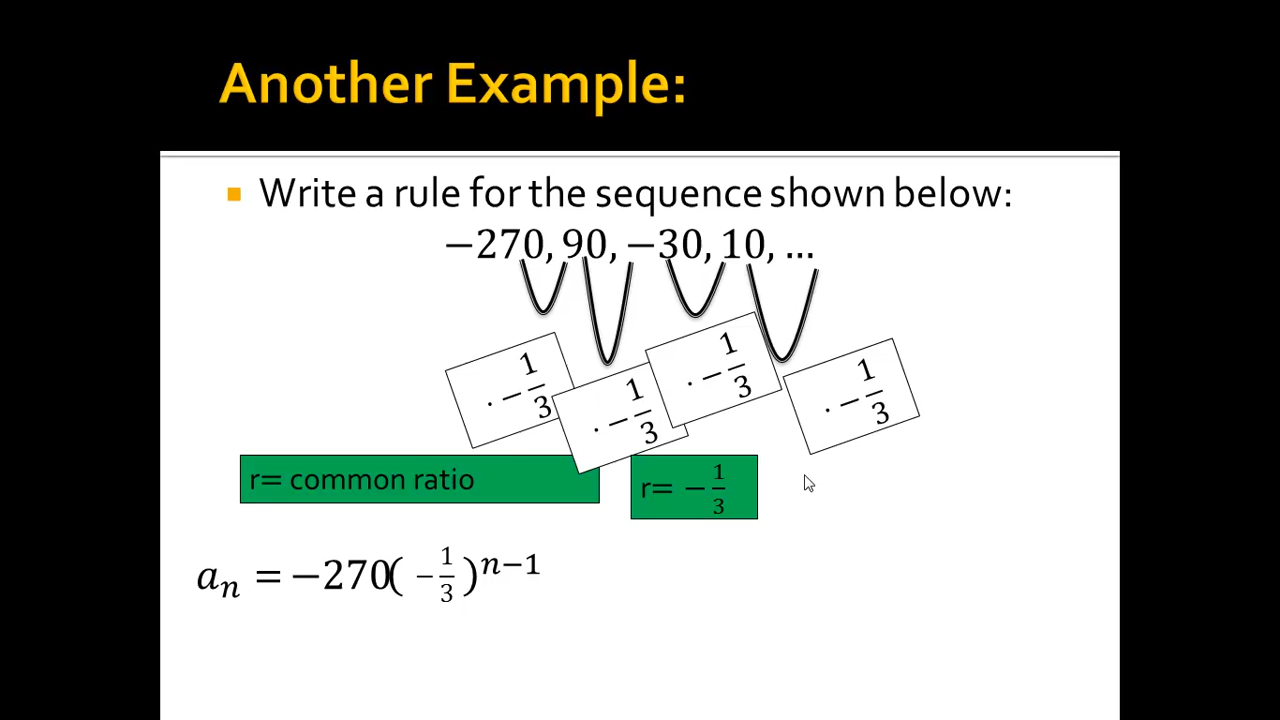 Another Example:
Write a rule for the sequence shown below:
−270, 90, −30, 10, ...
· −1/3
· −1/3
· −1/3
· −1/3
r= common ratio
r= −1/3
aₙ = −270( −1/3 )ⁿ⁻¹